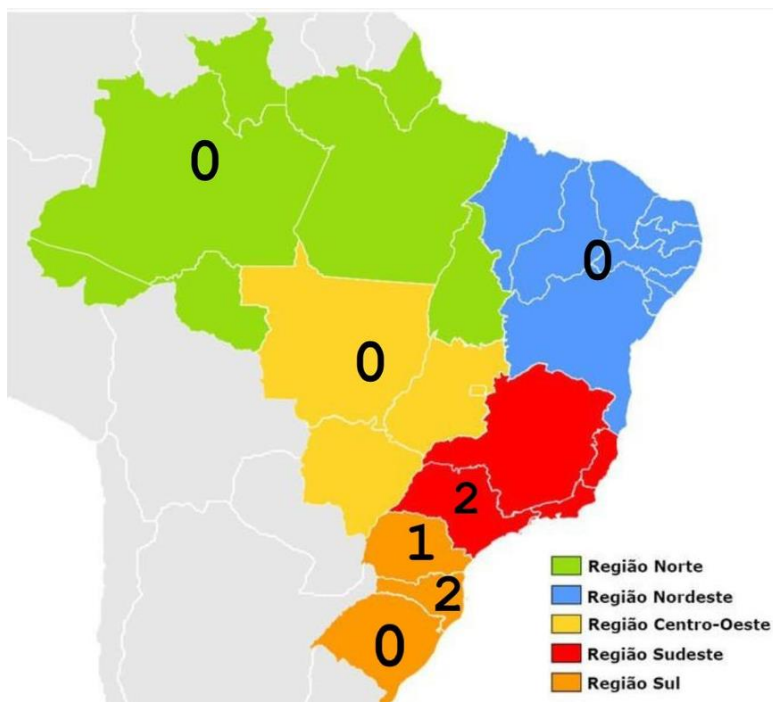 0
0
0
2
1
2
0
Região Norte
Região Nordeste
Região Centro-Oeste
Região Sudeste
Região Sul